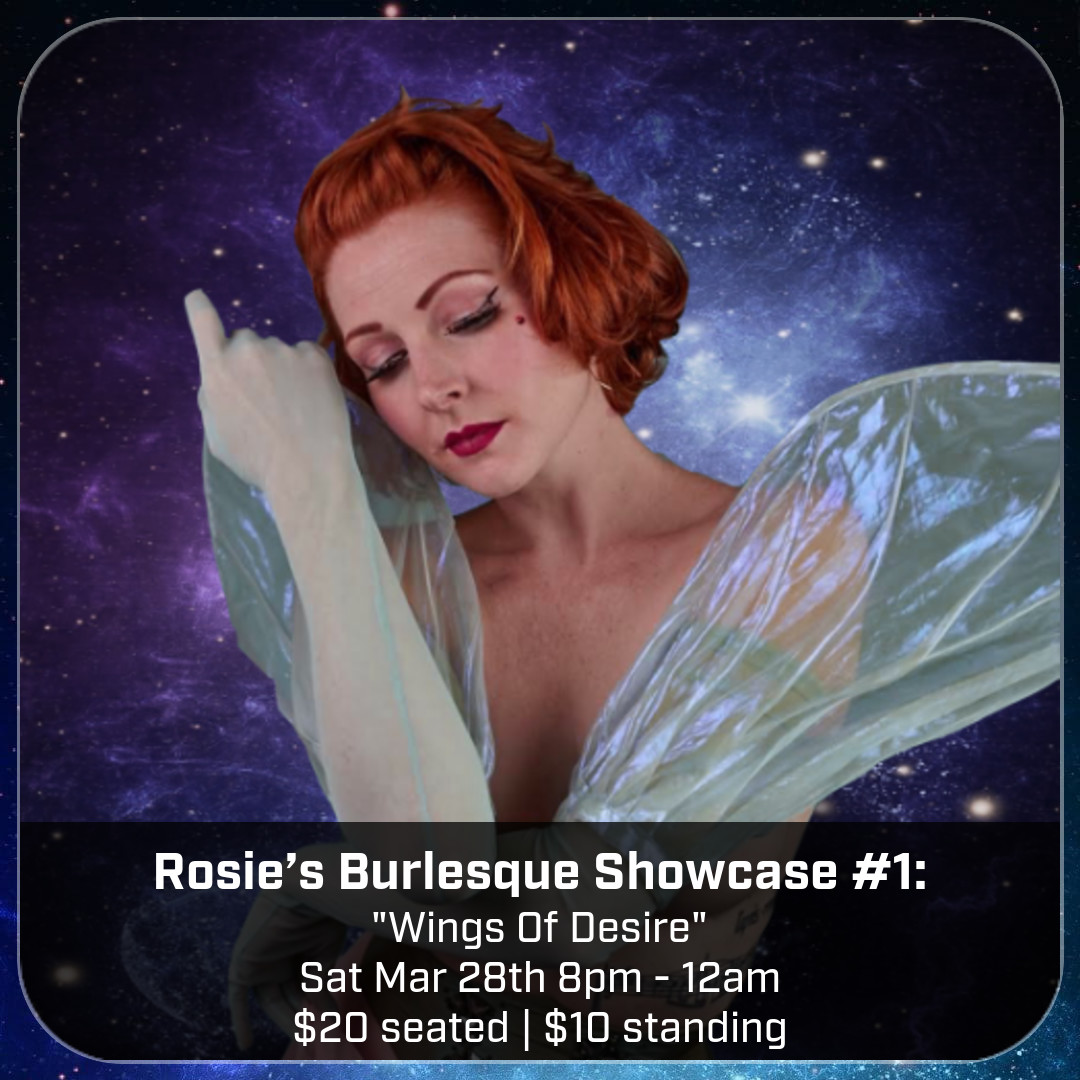 Rosie’s Burlesque Showcase #1:
"Wings Of Desire"
Sat Mar 28th 8pm - 12am
$20 seated | $10 standing